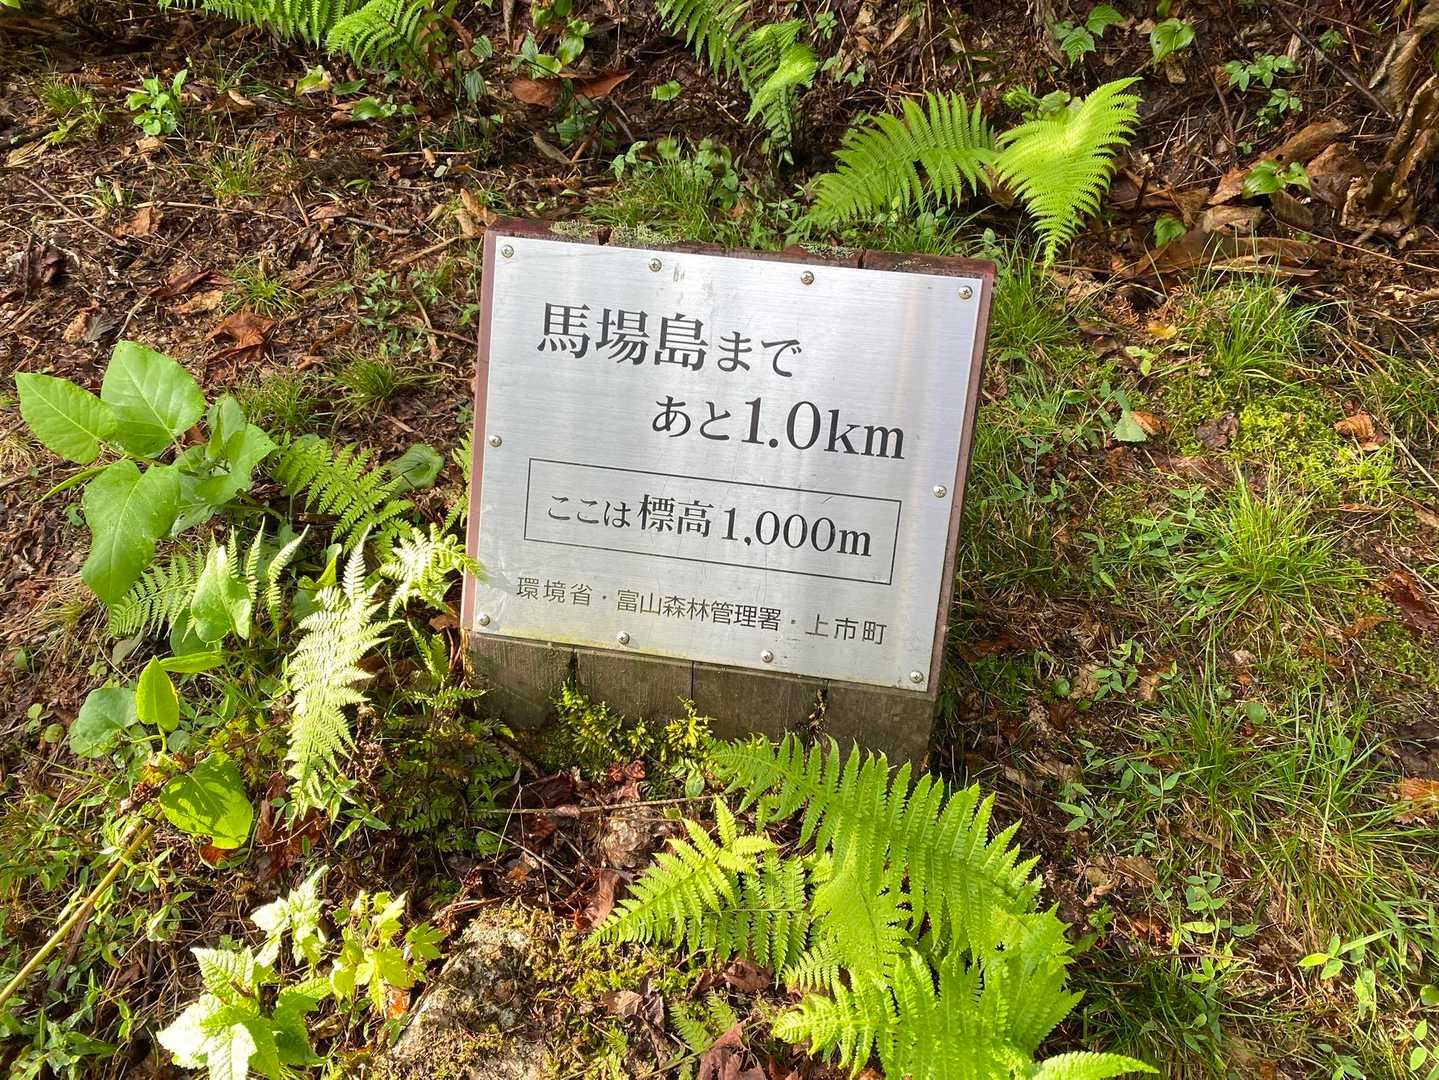 馬場島まで
あと1.0km
ここは標高1,000m
環境省・富山森林管理署・上市町